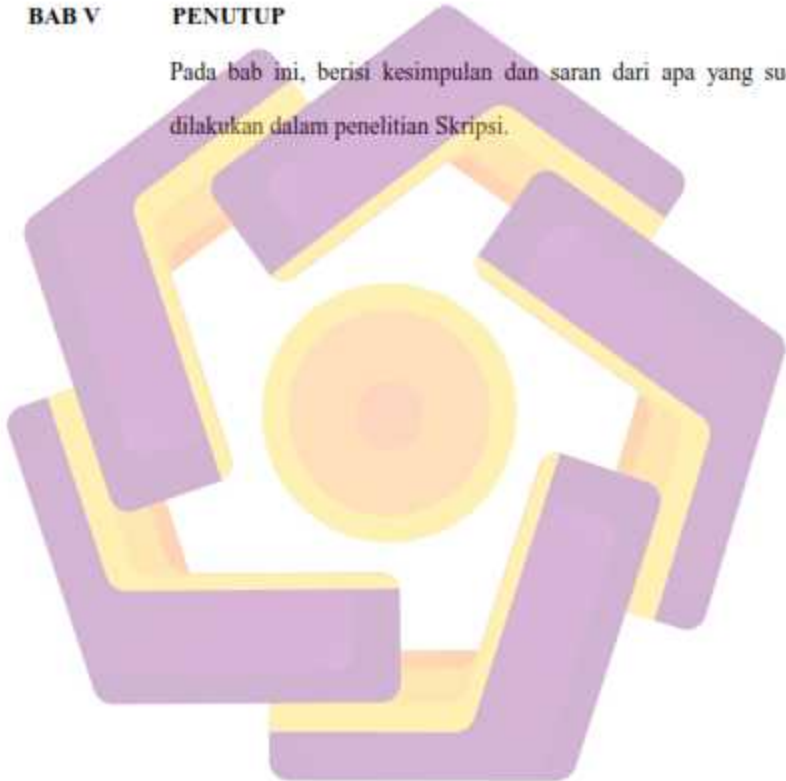 BAB V PENUTUP
Pada bab ini, berisi kesimpulan dan saran dari apa yang su
dilakukan dalam penelitian Skripsi.